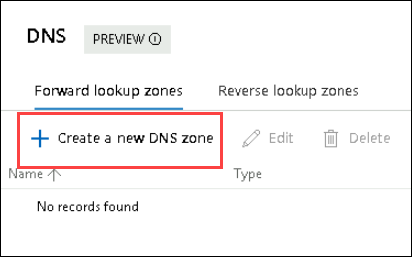 DNS PREVIEW
Forward lookup zones Reverse lookup zones
Create a new DNS zone Edit Delete
Name Type
No records found